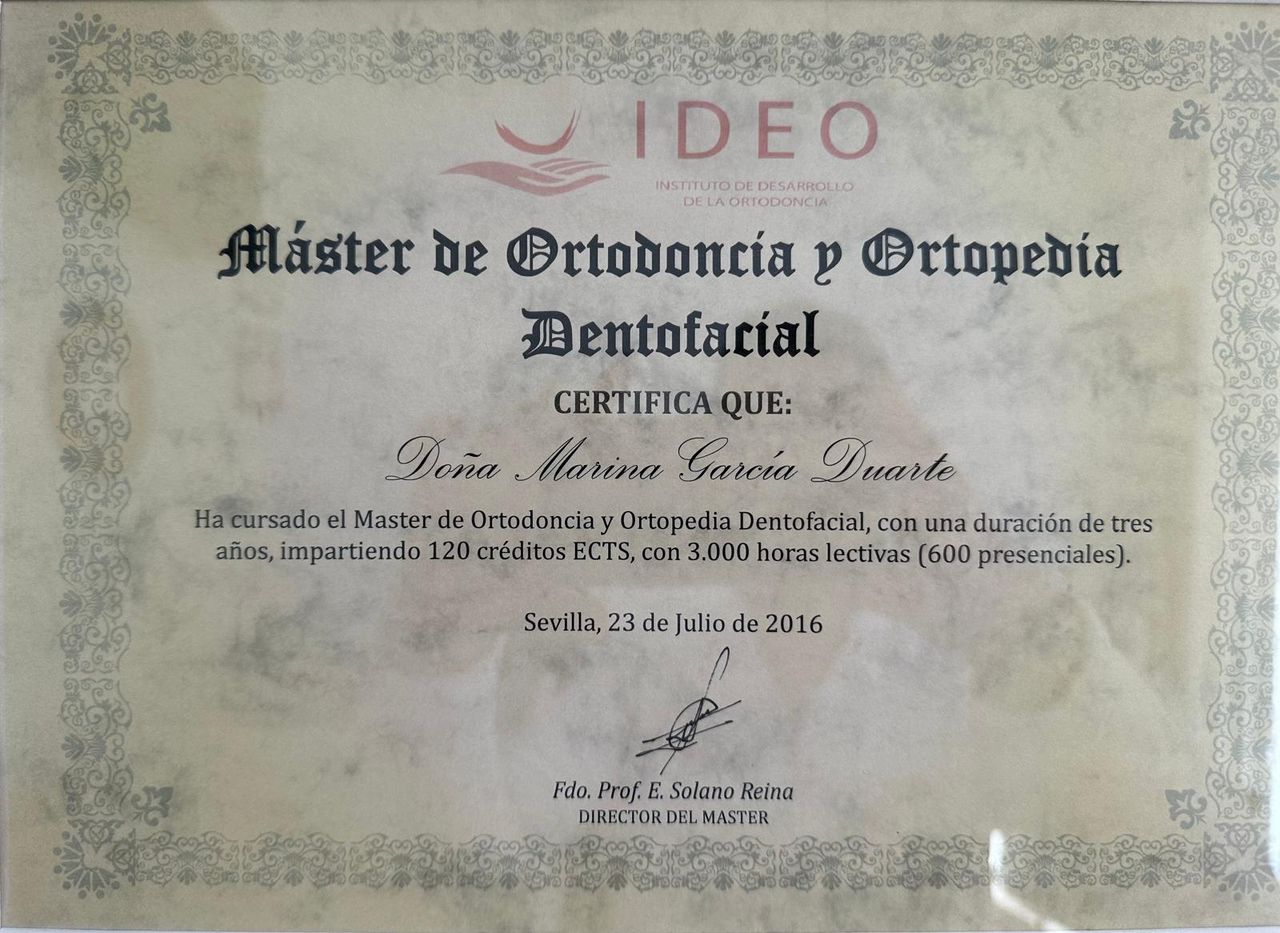 IDEO
INSTITUTO DE DESARROLLO
DE LA ORTODONCIA
Máster de Ortodoncia y Ortopedia
Dentofacial
CERTIFICA QUE:
Doña Marina García Duarte
Ha cursado el Master de Ortodoncia y Ortopedia Dentofacial, con una duración de tres
años, impartiendo 120 créditos ECTS, con 3.000 horas lectivas (600 presenciales).
Sevilla, 23 de Julio de 2016
Fdo. Prof. E. Solano Reina
DIRECTOR DEL MASTER